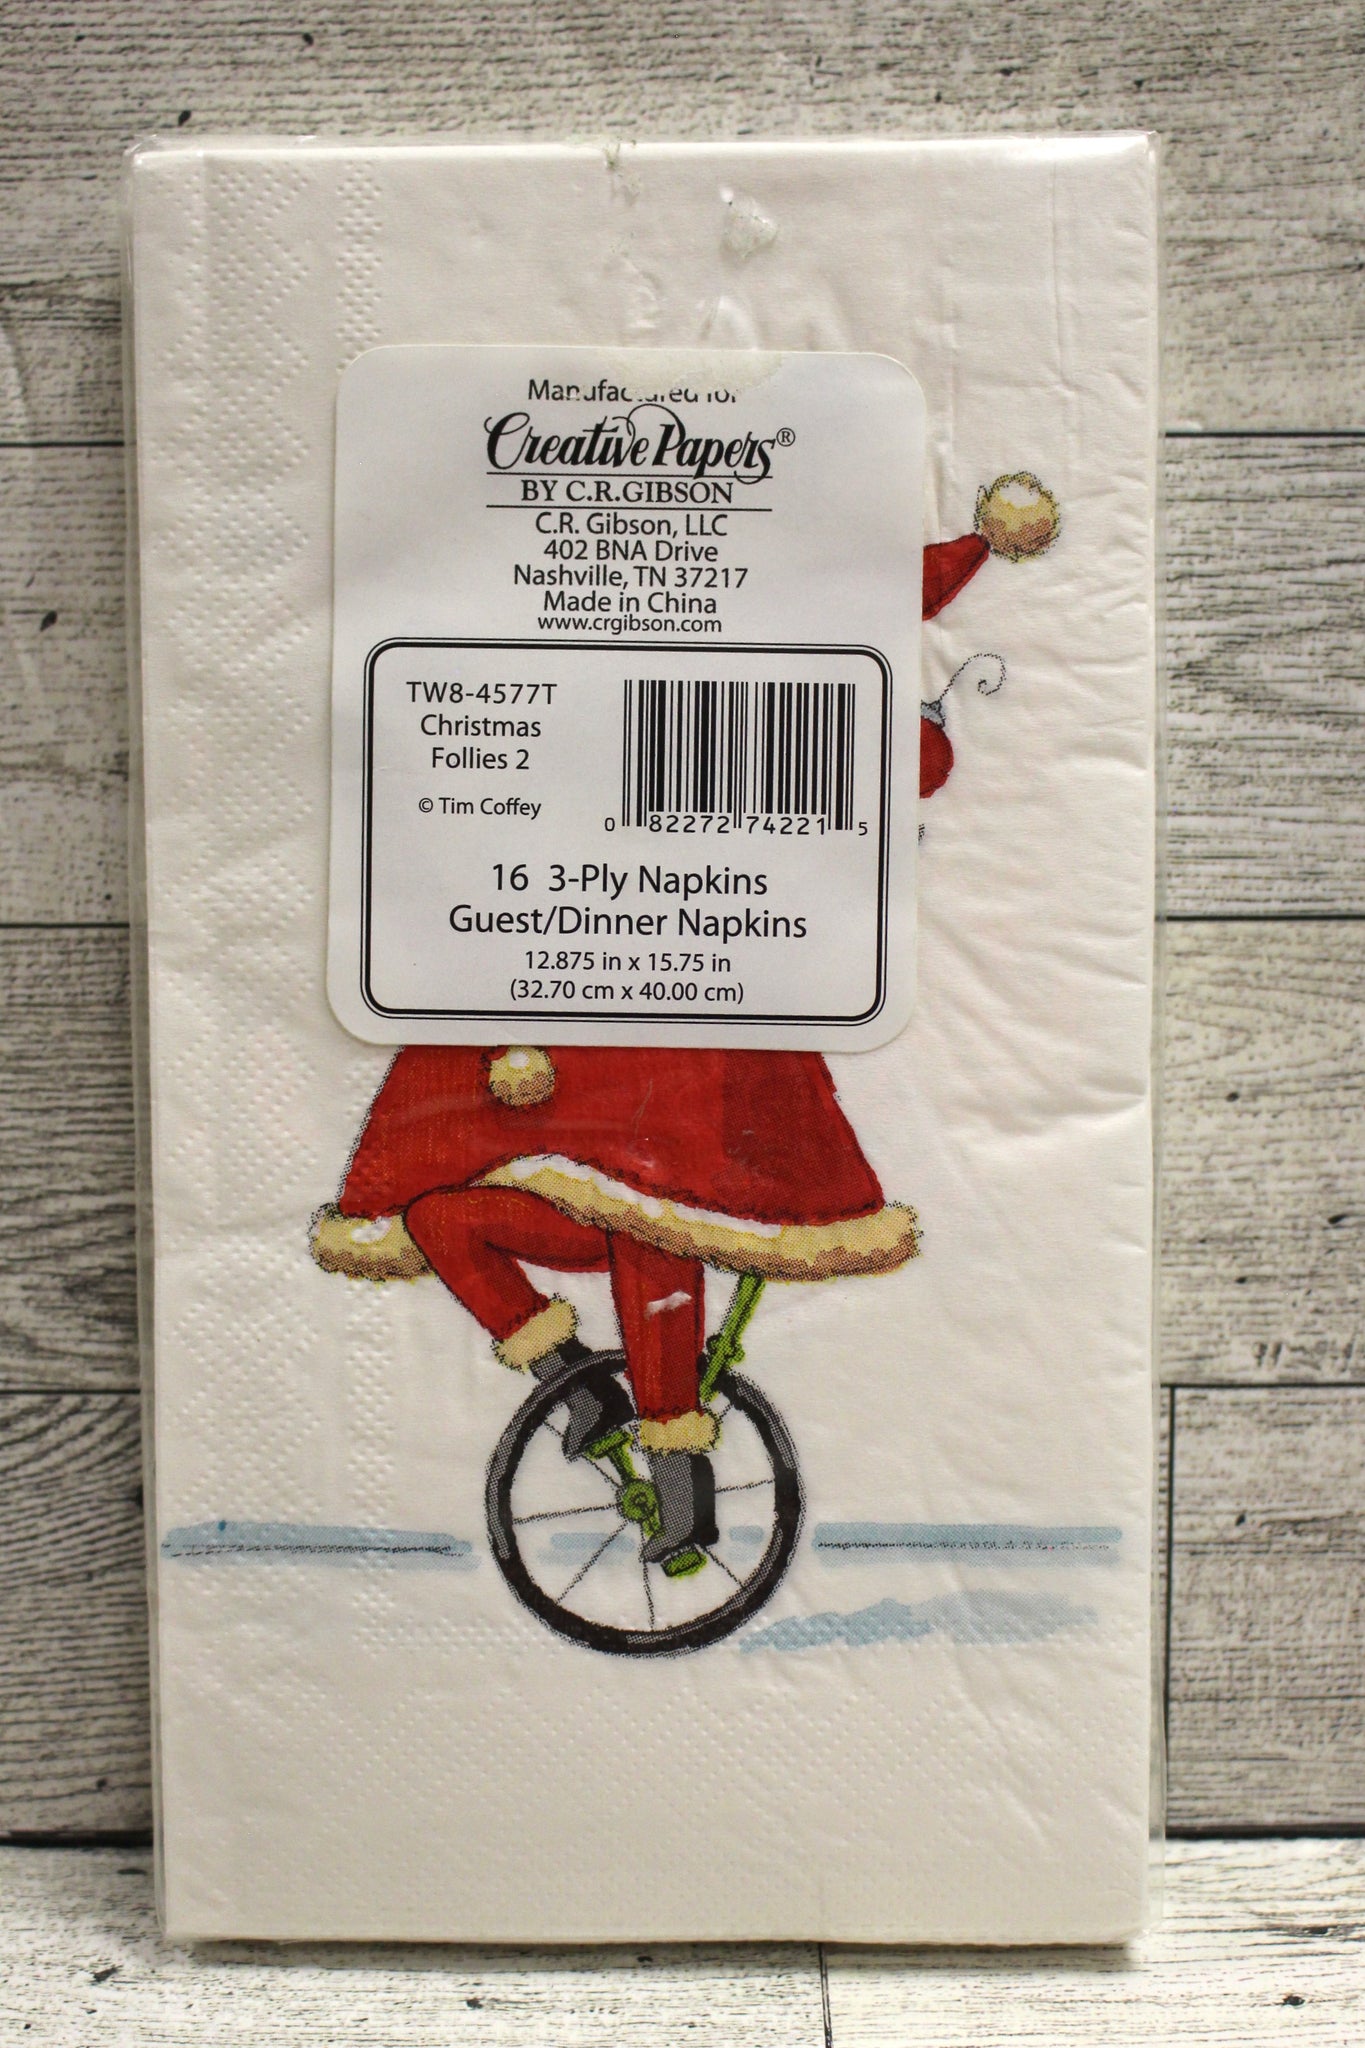 Manufactured for
Creative Papers®
BY C.R.GIBSON
C.R. Gibson, LLC
402 BNA Drive
Nashville, TN 37217
Made in China
www.crgibson.com
TW8-4577T
Christmas
Follies 2
© Tim Coffey
0 82272 74221 5
16 3-Ply Napkins
Guest/Dinner Napkins
12.875 in x 15.75 in
(32.70 cm x 40.00 cm)